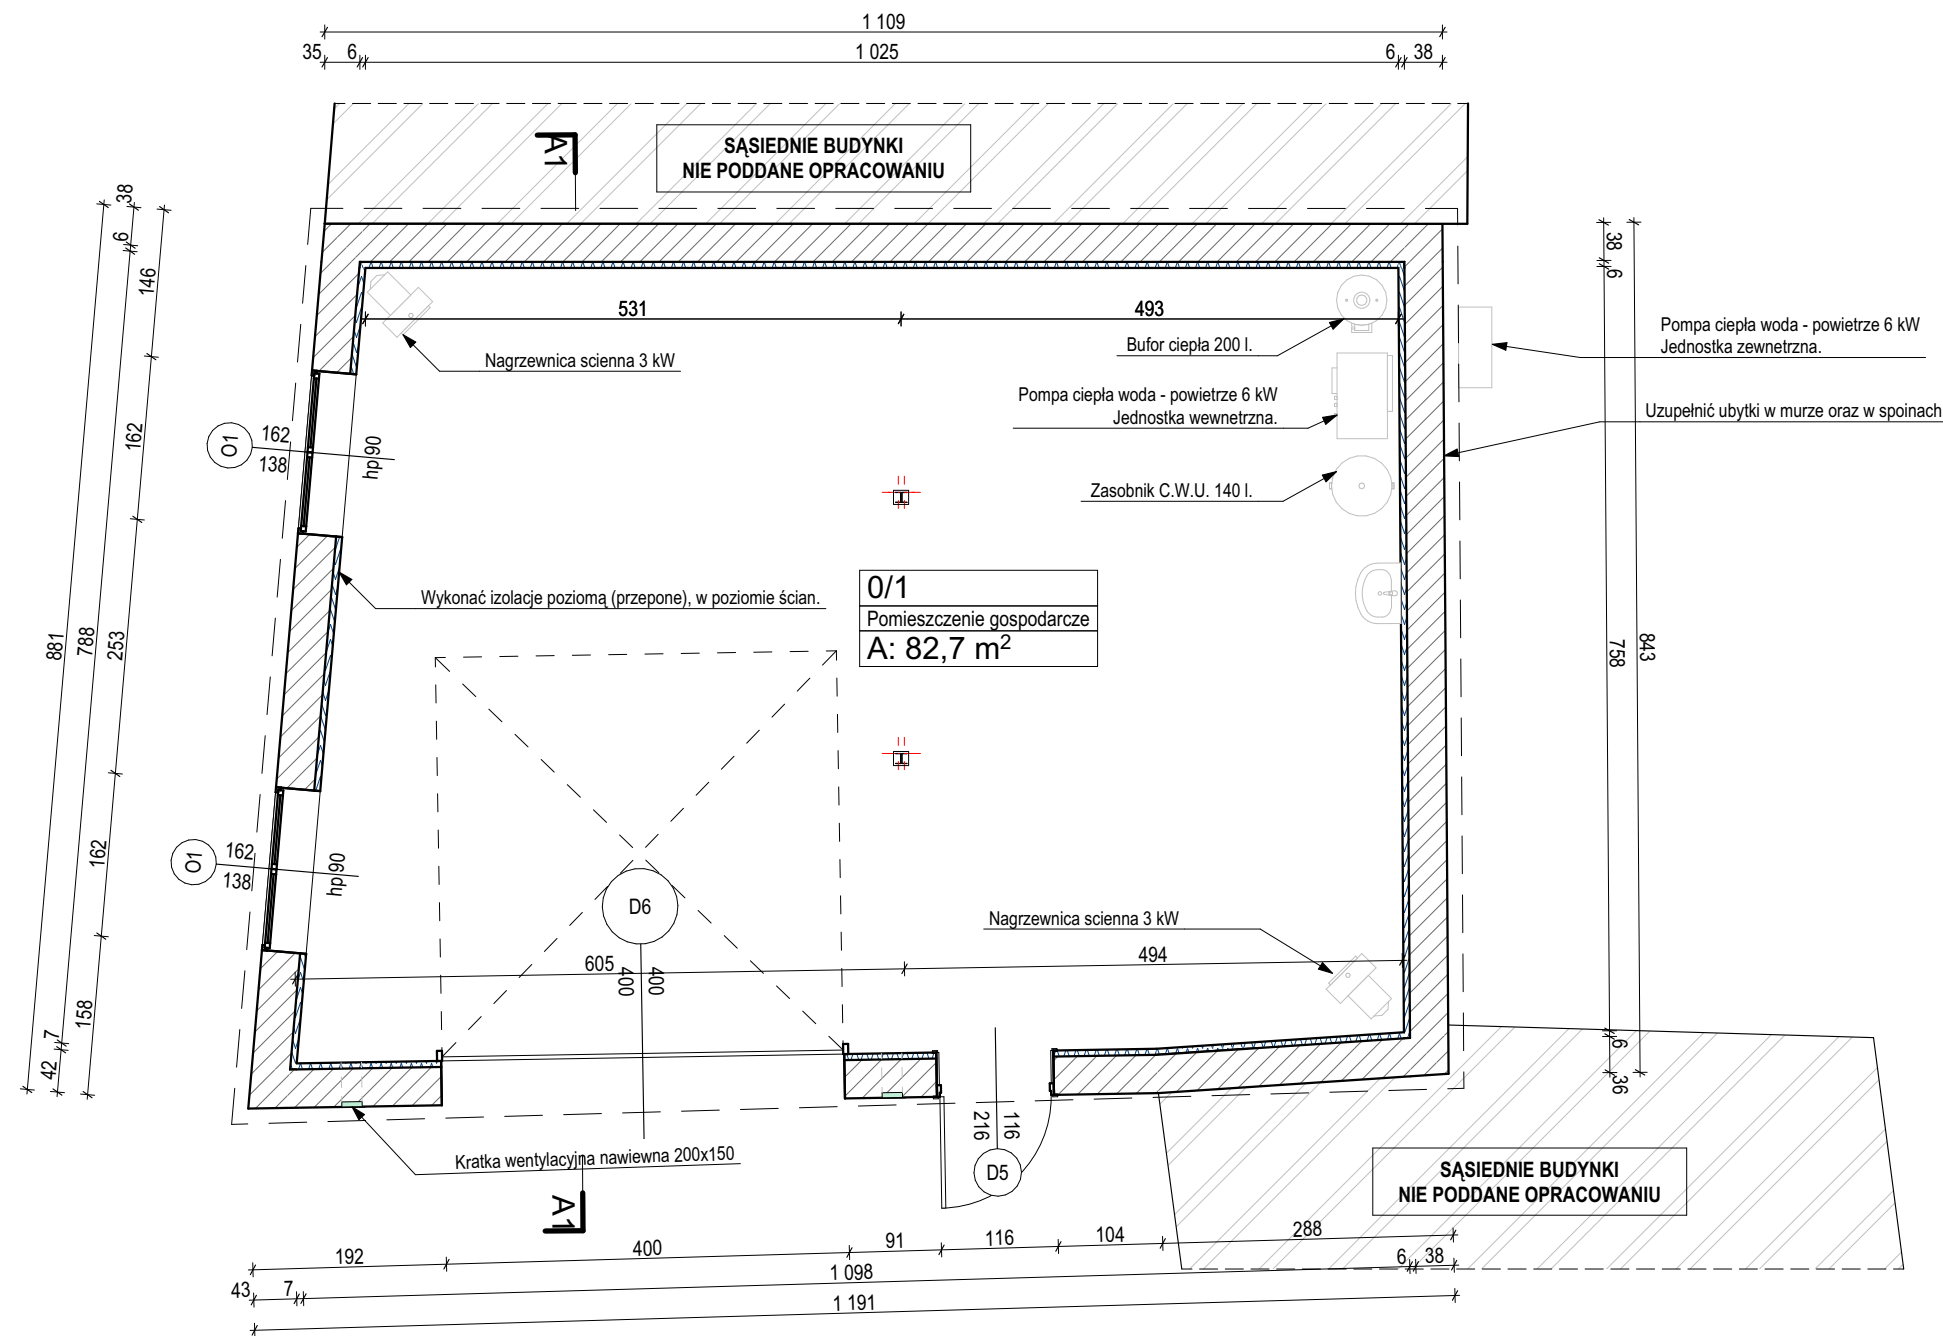 1 109
35 6 1 025 6 38
A1
SĄSIEDNIE BUDYNKI
NIE PODDANE OPRACOWANIU
38
6
146
162
253
162
158
788
881
7
42
38
6
758
843
6
36
531 493
Nagrzewnica scienna 3 kW
Bufor ciepła 200 l.
Pompa ciepła woda - powietrze 6 kW
Jednostka wewnetrzna.
Zasobnik C.W.U. 140 l.
Pompa ciepła woda - powietrze 6 kW
Jednostka zewnetrzna.
Uzupełnić ubytki w murze oraz w spoinach
O1
162
138
hp 90
Wykonać izolacje poziomą (przepone), w poziomie ścian.
0/1
Pomieszczenie gospodarcze
A: 82,7 m²
O1
162
138
hp 90
D6
400
400
Nagrzewnica scienna 3 kW
605 494
116
216
D5
Kratka wentylacyjna nawiewna 200x150
A1
SĄSIEDNIE BUDYNKI
NIE PODDANE OPRACOWANIU
192 400 91 116 104 288
43 7 1 098 6 38
1 191